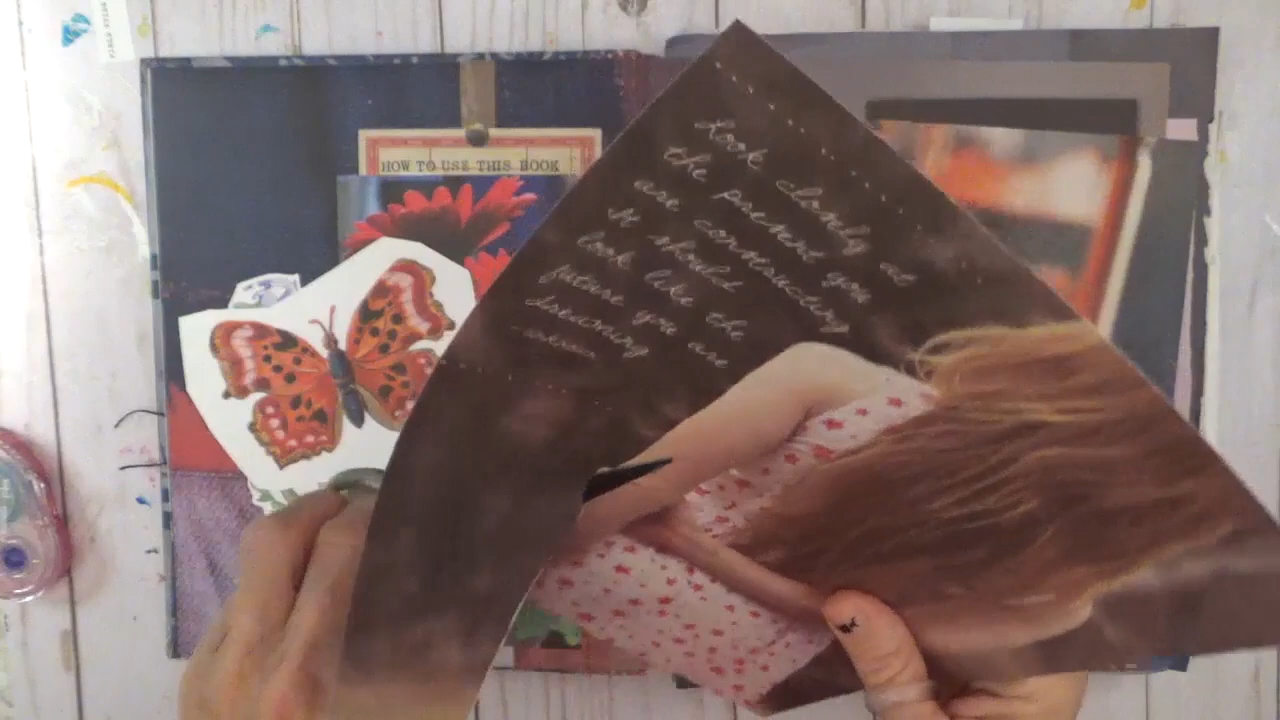 HOW TO USE THIS BOOK
Look closely at
the present you
are constructing
It should
look like the
future you are
dreaming